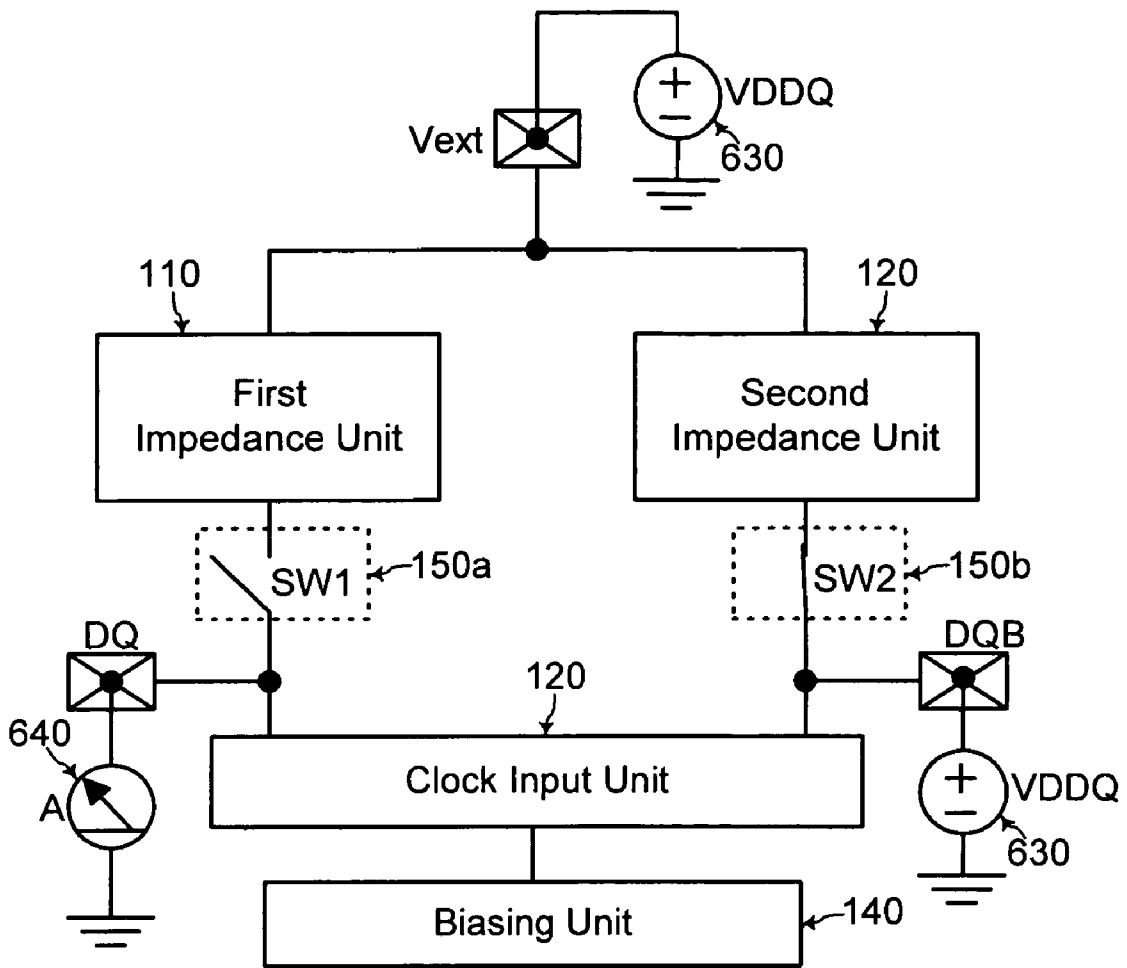 VDDQ
Vext
630
110
120
First
Impedance Unit
Second
Impedance Unit
SW1
150a
SW2
150b
DQ
DQB
120
640
Clock Input Unit
A
VDDQ
630
Biasing Unit
140
+
−
+
−